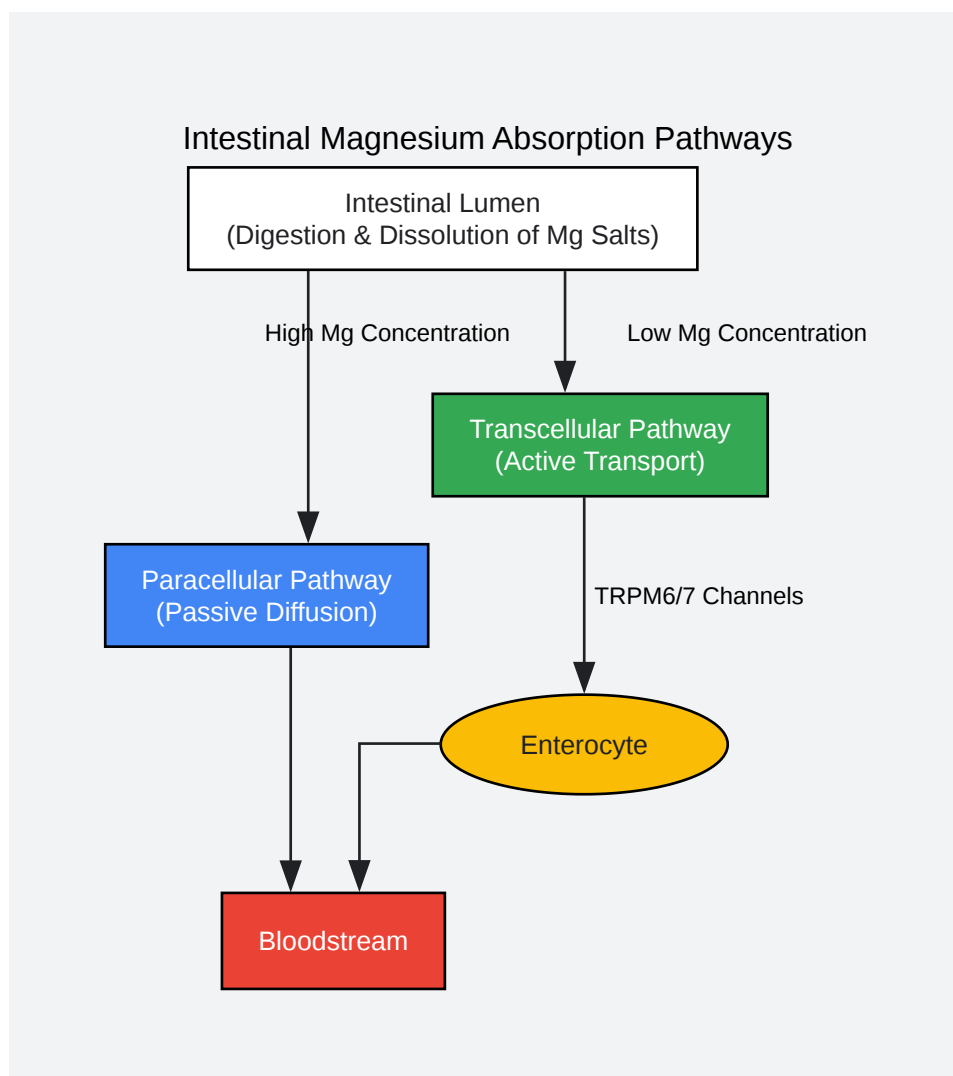 Intestinal Magnesium Absorption Pathways
Intestinal Lumen
(Digestion & Dissolution of Mg Salts)
High Mg Concentration
Low Mg Concentration
Transcellular Pathway
(Active Transport)
Paracellular Pathway
(Passive Diffusion)
TRPM6/7 Channels
Enterocyte
Bloodstream